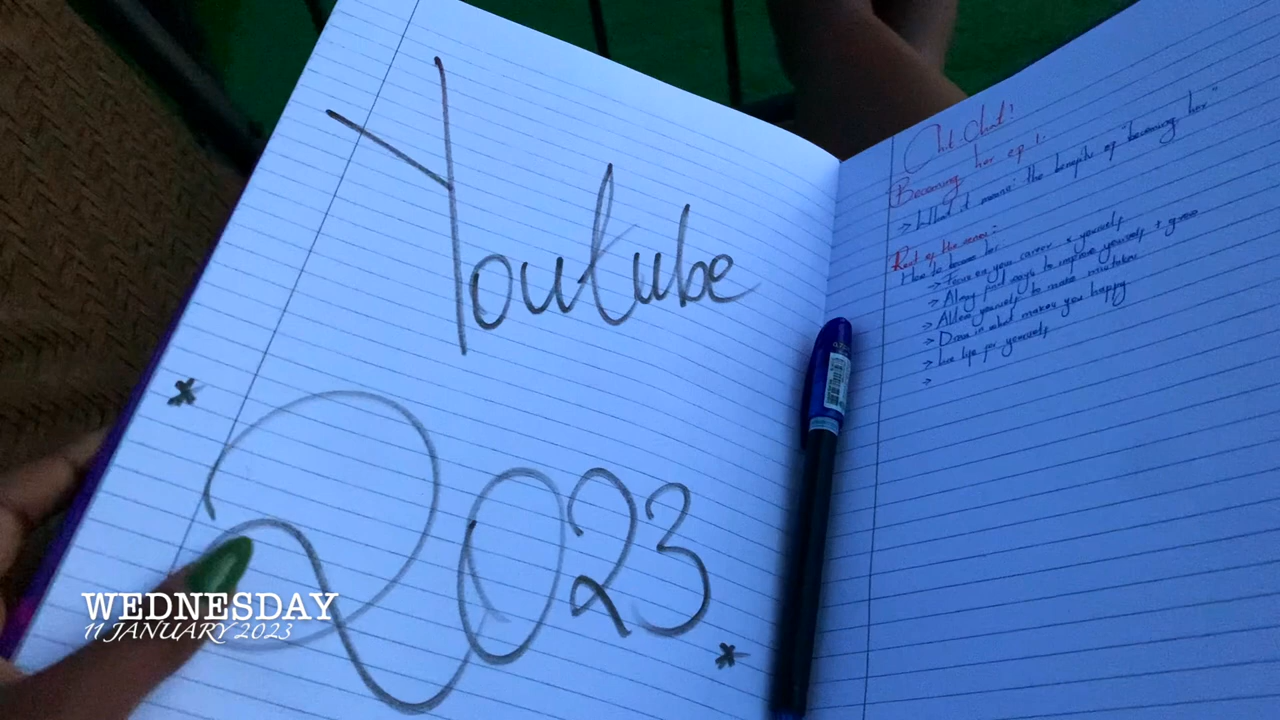 Youtube
2023
WEDNESDAY
11 JANUARY 2023
Chit Chat!
Becoming her ep 1.
> What it means: the benefits of "becoming her"
Rest of the series:
How to become her
> Focus on your career & yourself
> Always find ways to improve yourself + grow
> Allow yourself to make mistakes
> Dress in what makes you happy
> Live life for yourself
>